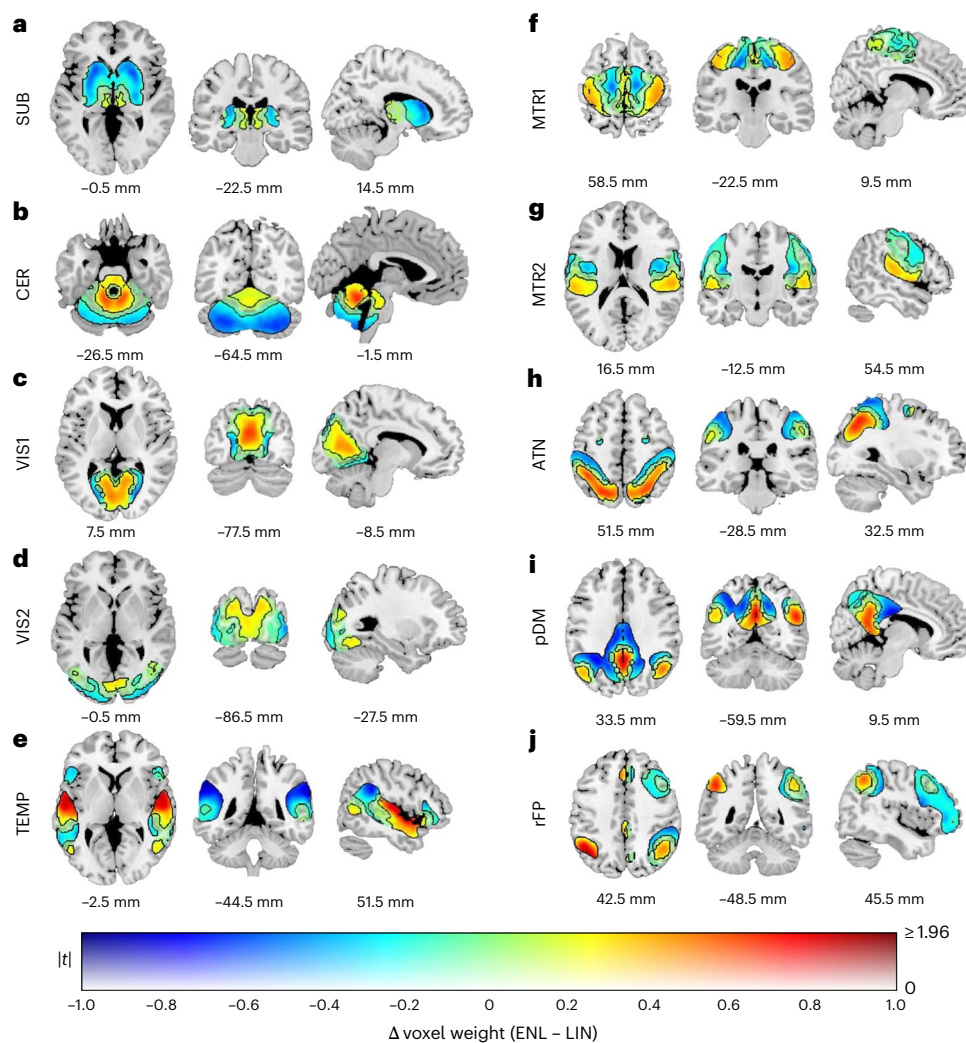 a
SUB
−0.5 mm
−22.5 mm
14.5 mm
b
CER
−26.5 mm
−64.5 mm
−1.5 mm
c
VIS1
7.5 mm
−77.5 mm
−8.5 mm
d
VIS2
−0.5 mm
−86.5 mm
−27.5 mm
e
TEMP
−2.5 mm
−44.5 mm
51.5 mm
f
MTR1
58.5 mm
−22.5 mm
9.5 mm
g
MTR2
16.5 mm
−12.5 mm
54.5 mm
h
ATN
51.5 mm
−28.5 mm
32.5 mm
i
pDM
33.5 mm
−59.5 mm
9.5 mm
j
rFP
42.5 mm
−48.5 mm
45.5 mm
≥ 1.96
|t|
0
−1.0 −0.8 −0.6 −0.4 −0.2 0 0.2 0.4 0.6 0.8 1.0
Δ voxel weight (ENL – LIN)